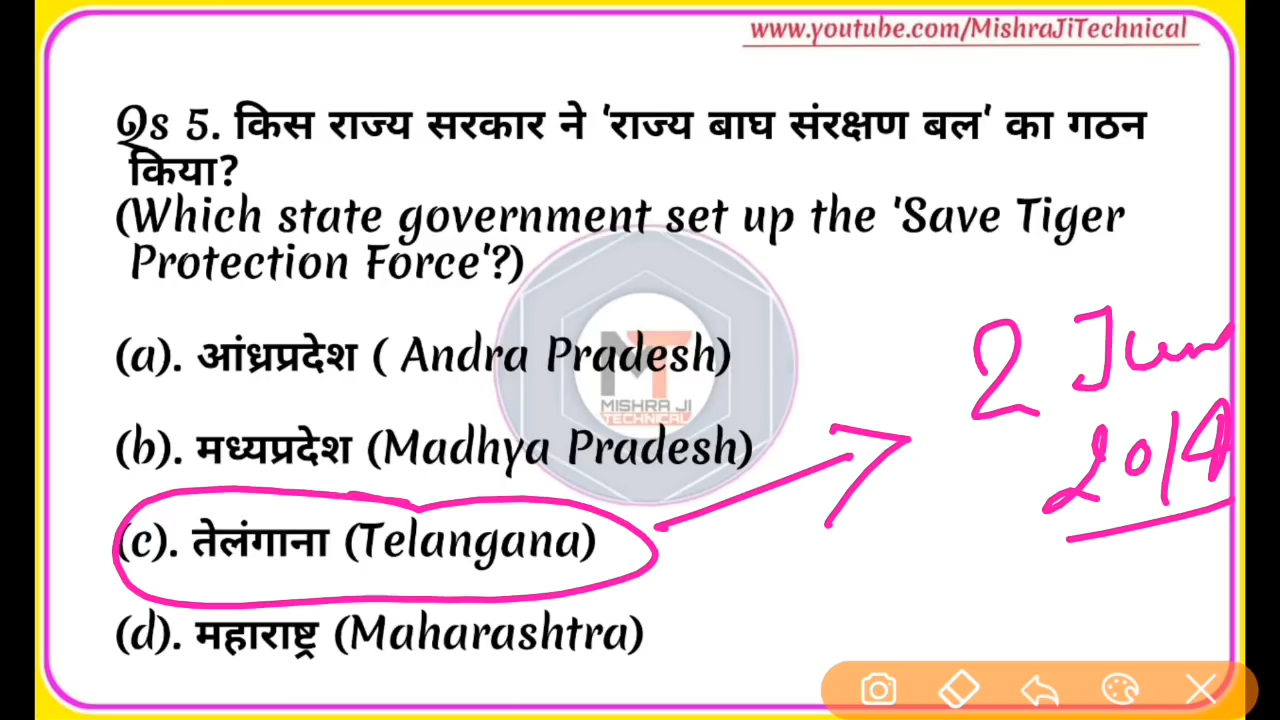 www.youtube.com/MishraJiTechnical
Qs 5. किस राज्य सरकार ने 'राज्य बाघ संरक्षण बल' का गठन
किया?
(Which state government set up the 'Save Tiger
Protection Force'?)
(a). आंध्रप्रदेश ( Andra Pradesh)
2 June
2014
MISHRA JI
TECHNICAL
(b). मध्यप्रदेश (Madhya Pradesh)
(c). तेलंगाना (Telangana)
(d). महाराष्ट्र (Maharashtra)